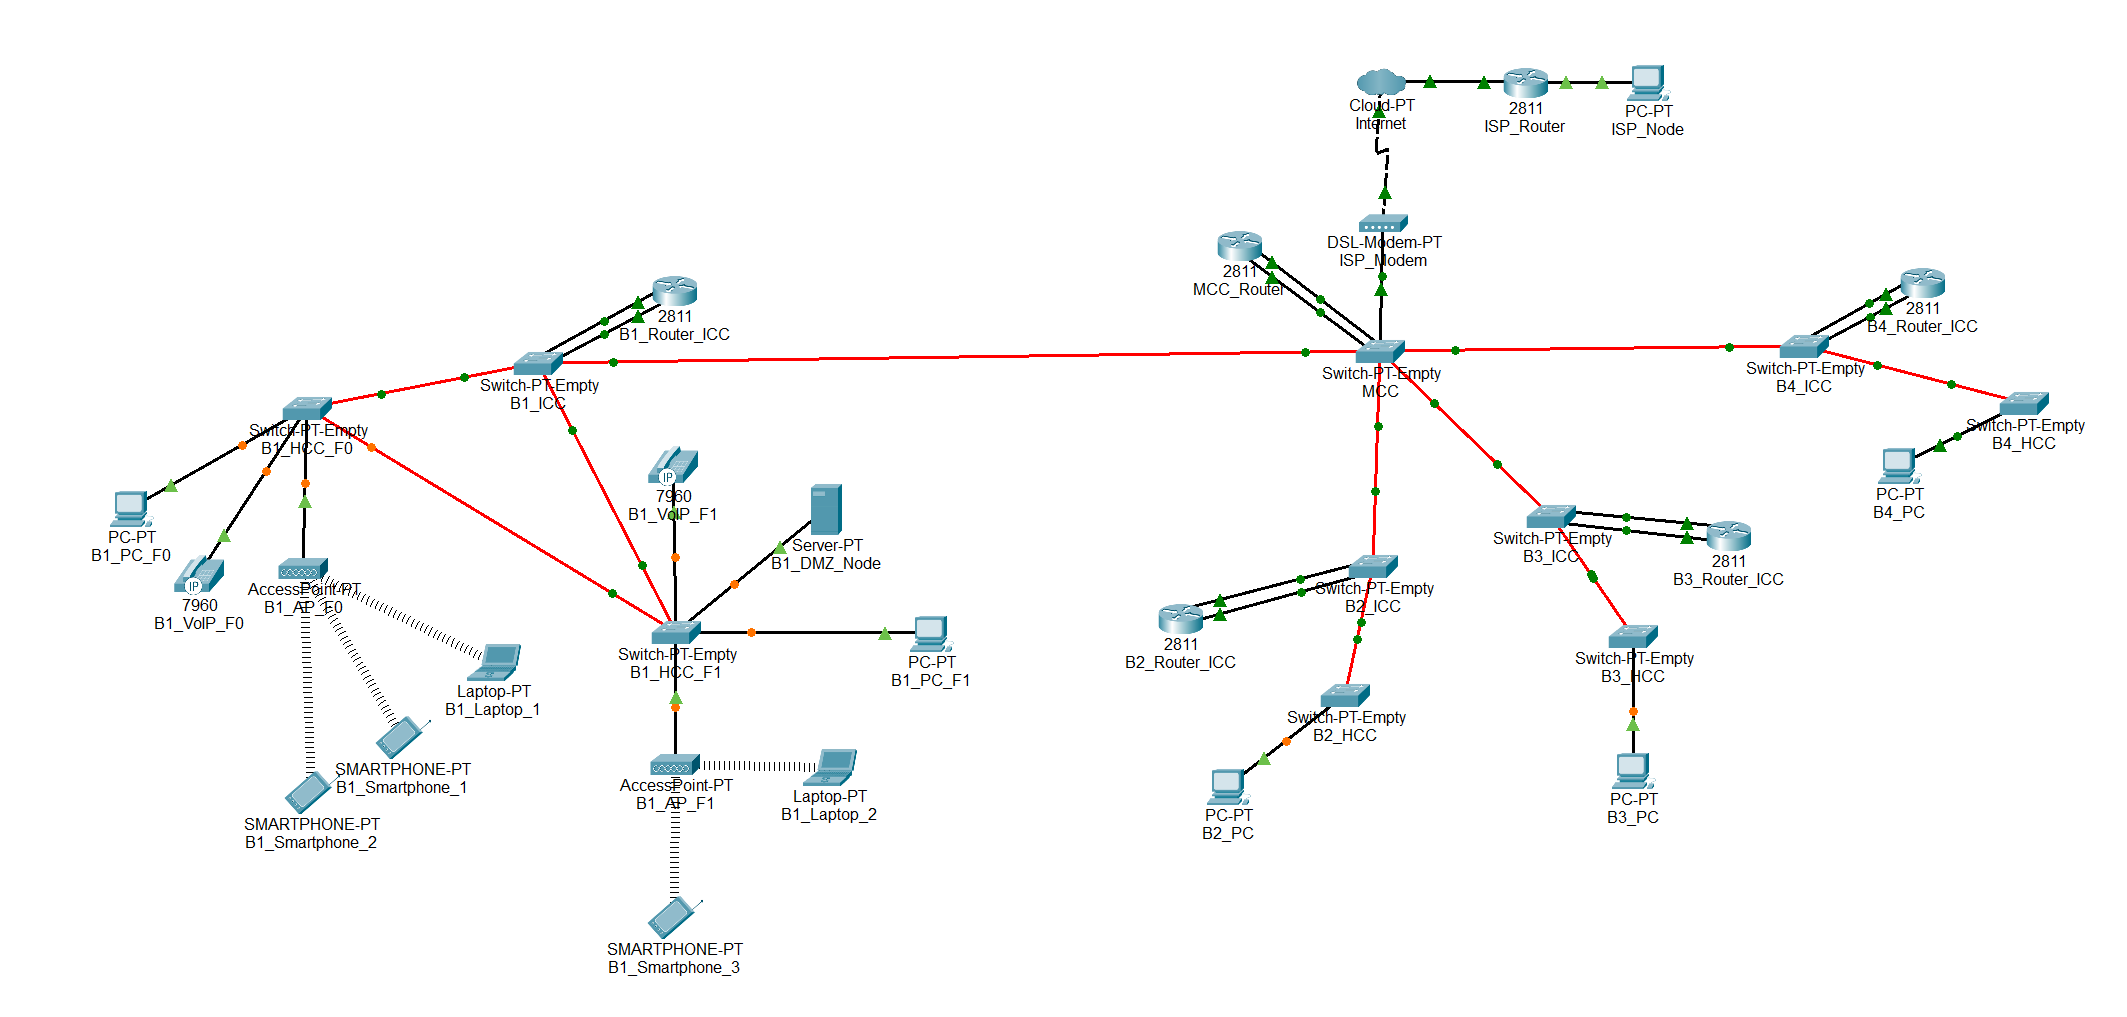 Cloud-PT
Internet
2811
ISP_Router
PC-PT
ISP_Node
DSL-Modem-PT
ISP_Modem
2811
MCC_Router
2811
B1_Router_ICC
2811
B4_Router_ICC
Switch-PT-Empty
B1_ICC
Switch-PT-Empty
MCC
Switch-PT-Empty
B4_ICC
Switch-PT-Empty
B1_HCC_F0
Switch-PT-Empty
B4_HCC
IP
7960
B1_VoIP_F1
PC-PT
B4_PC
PC-PT
B1_PC_F0
Server-PT
B1_DMZ_Node
Switch-PT-Empty
B3_ICC
2811
B3_Router_ICC
IP
7960
B1_VoIP_F0
AccessPoint-PT
B1_AP_F0
Switch-PT-Empty
B2_ICC
2811
B2_Router_ICC
Switch-PT-Empty
B1_HCC_F1
PC-PT
B1_PC_F1
Switch-PT-Empty
B3_HCC
Laptop-PT
B1_Laptop_1
Switch-PT-Empty
B2_HCC
SMARTPHONE-PT
B1_Smartphone_1
AccessPoint-PT
B1_AP_F1
Laptop-PT
B1_Laptop_2
PC-PT
B2_PC
PC-PT
B3_PC
SMARTPHONE-PT
B1_Smartphone_2
SMARTPHONE-PT
B1_Smartphone_3